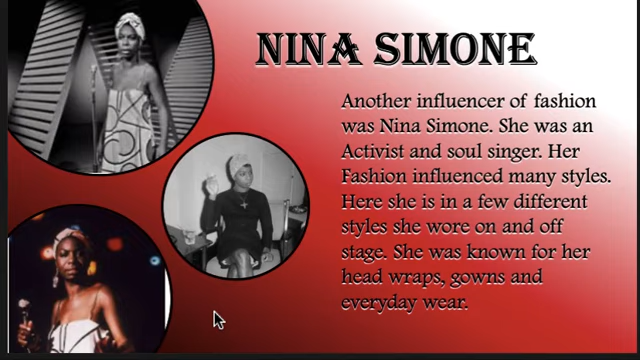 NINA SIMONE
Another influencer of fashion
was Nina Simone. She was an
Activist and soul singer. Her
Fashion influenced many styles.
Here she is in a few different
styles she wore on and off
stage. She was known for her
head wraps, gowns and
everyday wear.